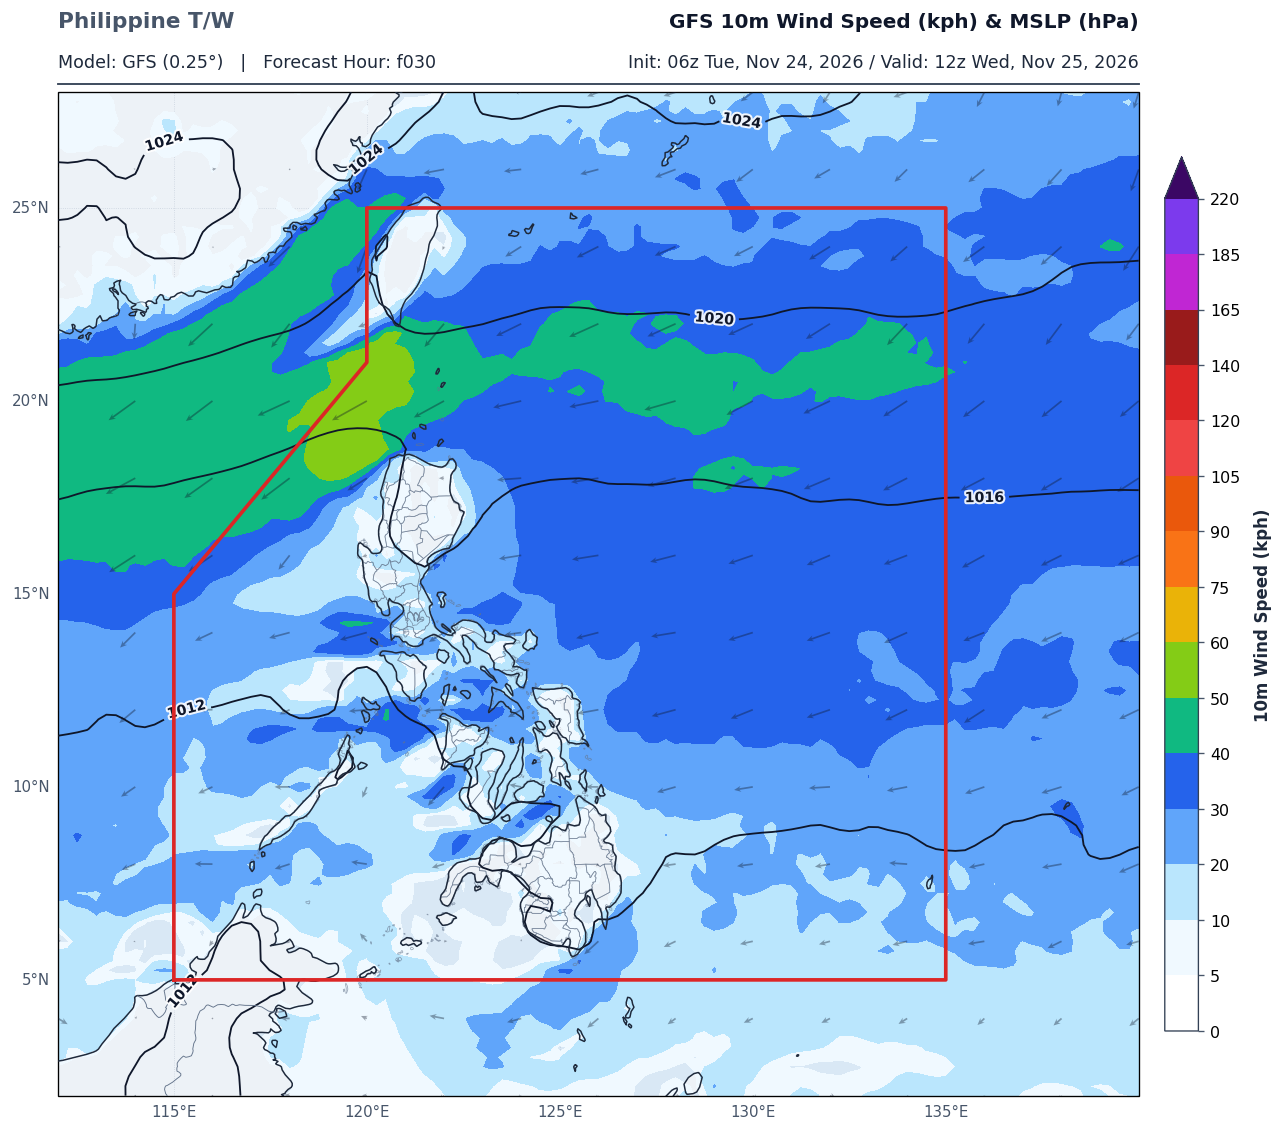 Philippine T/W
GFS 10m Wind Speed (kph) & MSLP (hPa)
Model: GFS (0.25°) | Forecast Hour: f030
Init: 06z Tue, Nov 24, 2026 / Valid: 12z Wed, Nov 25, 2026
1024
1024
1024
1020
1016
1012
1012
25°N
20°N
15°N
10°N
5°N
115°E
120°E
125°E
130°E
135°E
220
185
165
140
120
105
90
75
60
50
40
30
20
10
5
0
10m Wind Speed (kph)